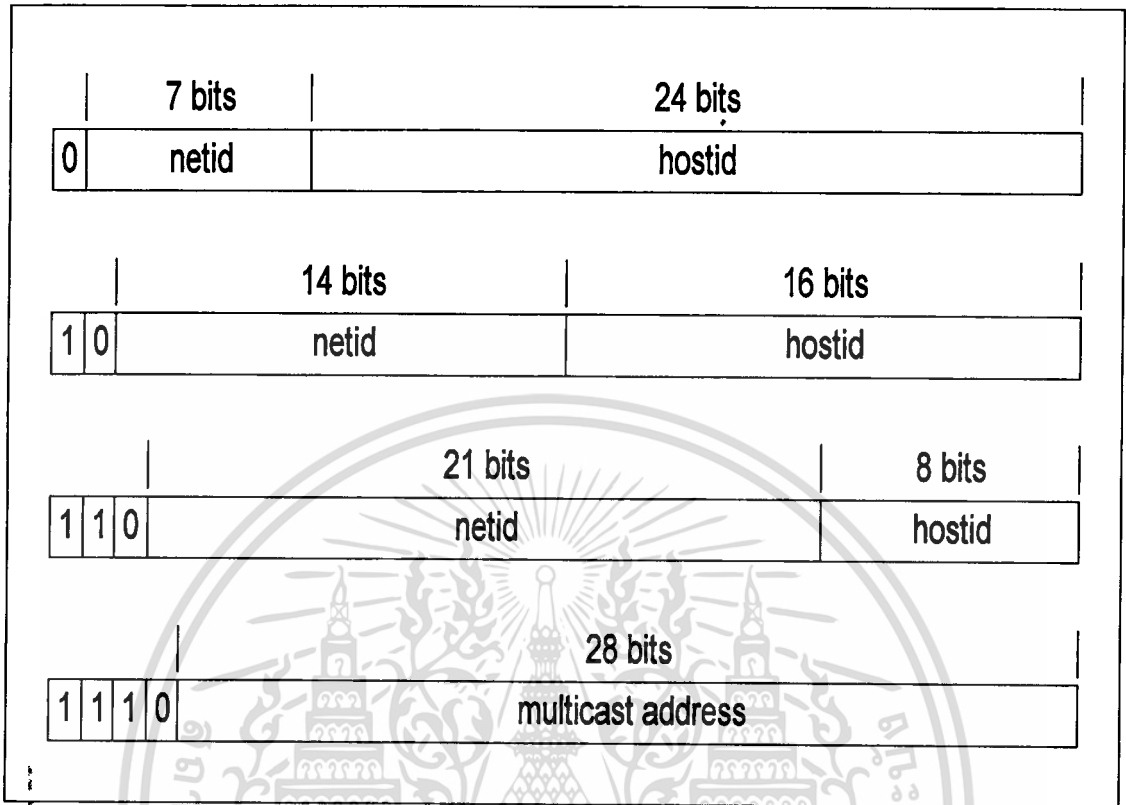 7 bits 24 bits
0 netid hostid
14 bits 16 bits
1 0 netid hostid
21 bits 8 bits
1 1 0 netid hostid
28 bits
1 1 1 0 multicast address